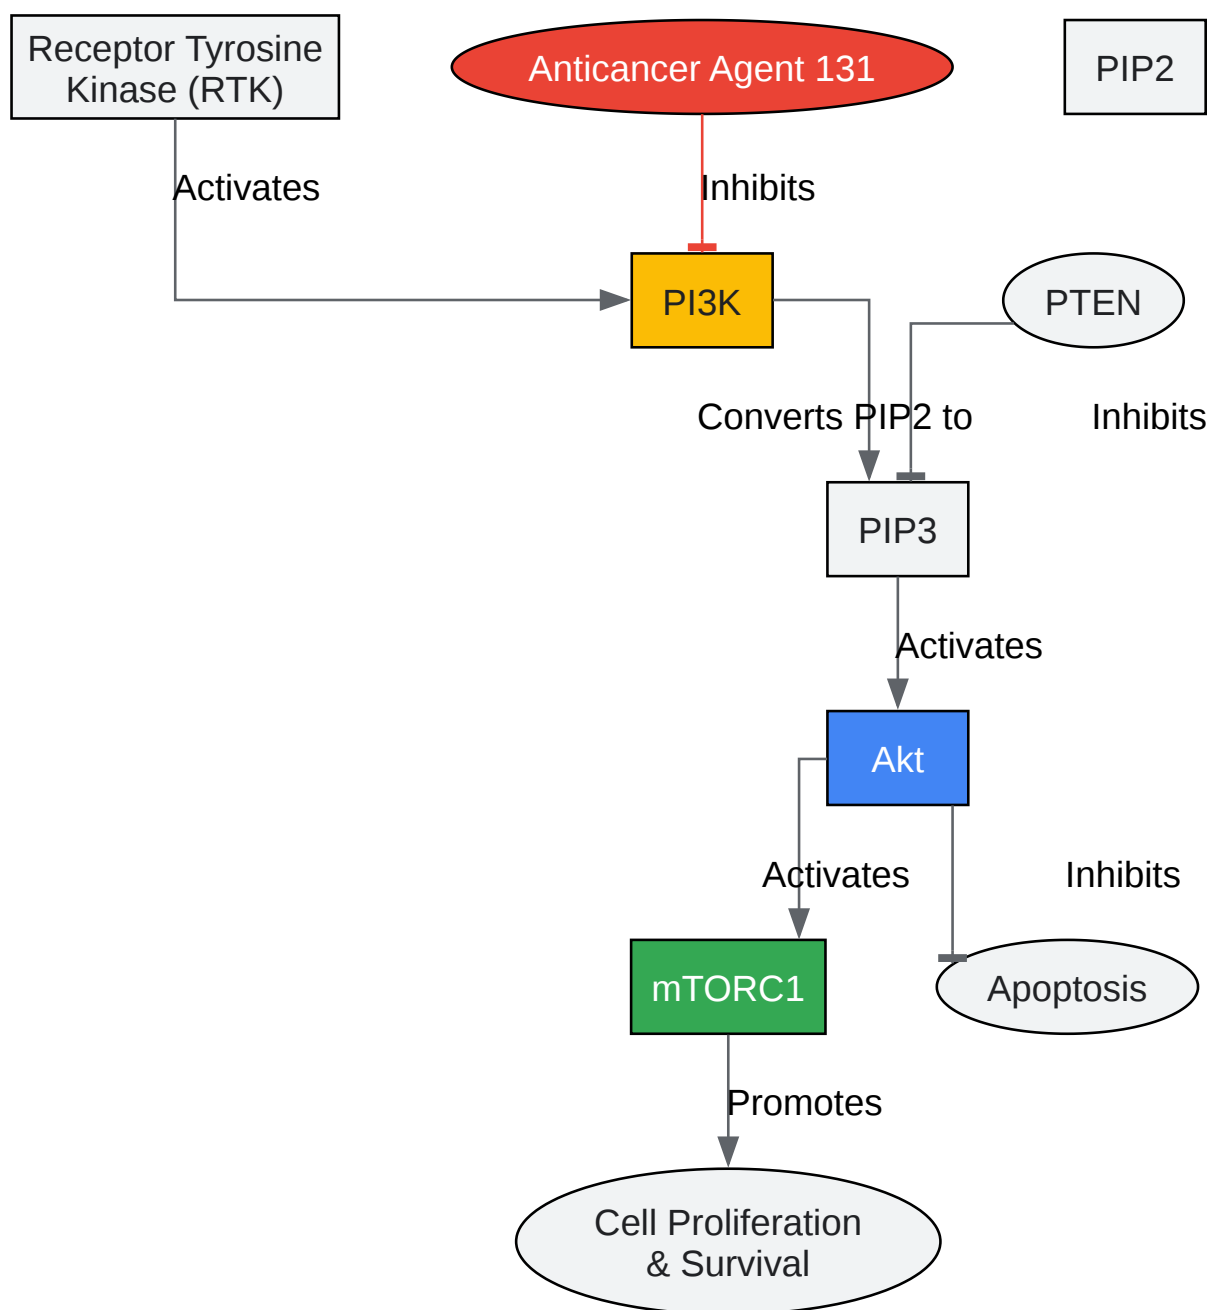 Receptor Tyrosine
Kinase (RTK)
Anticancer Agent 131
PIP2
Activates
Inhibits
PI3K
PTEN
Converts PIP2 to
Inhibits
PIP3
Activates
Akt
Activates
Inhibits
mTORC1
Apoptosis
Promotes
Cell Proliferation
& Survival